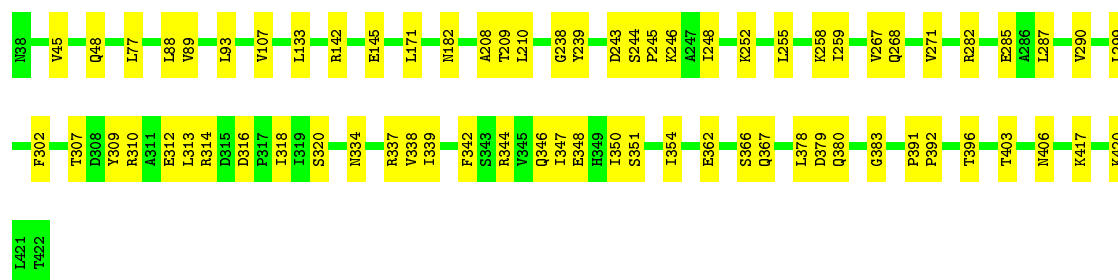 N38 V45 Q48 L77 L88 V89 L93 V107 L133 R142 E145 L171 N182 A208 T209 L210 G238 Y239 D243 S244 P245 K246 A247 I248 K252 L255 K258 I259 V267 Q268 V271 R282 E285 A286 L287 V290 L299
F302 T307 D308 Y309 R310 A311 E312 L313 R314 D315 D316 P317 I318 I319 S320 N334 R337 V338 I339 F342 S343 R344 V345 Q346 I347 E348 H349 I350 S351 I354 E362 S366 Q367 L378 D379 Q380 G383 P391 P392 T396 T403 N406 K417 K420
L421 T422